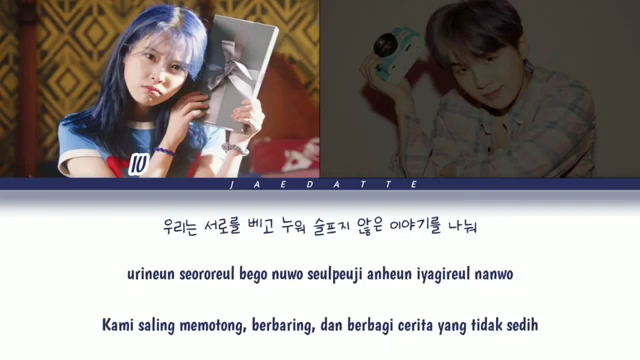 JAEDATTE
우리는 서로를 베고 누워 슬프지 않은 이야기를 나눠
urineun seororeul bego nuwo seulpeuji anheun iyagireul nanwo
Kami saling memotong, berbaring, dan berbagi cerita yang tidak sedih